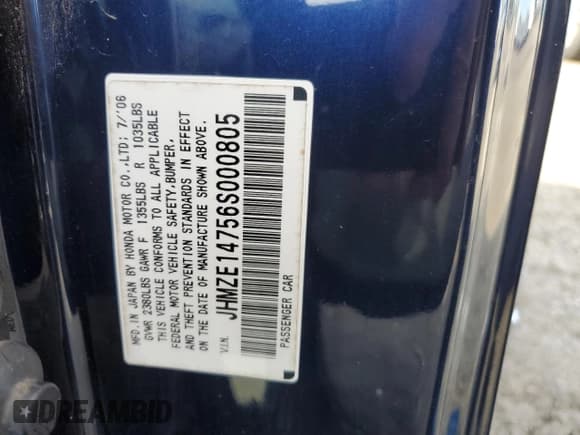 MFD.IN JAPAN BY HONDA MOTOR CO.,LTD; 7/'06
GVWR 2380LBS GAWR F 1355LBS R 1035LBS
THIS VEHICLE CONFORMS TO ALL APPLICABLE
FEDERAL MOTOR VEHICLE SAFETY,BUMPER,
AND THEFT PREVENTION STANDARDS IN EFFECT
ON THE DATE OF MANUFACTURE SHOWN ABOVE.
V.I.N. JHMZE14756S000805
PASSENGER CAR
DREAMBID